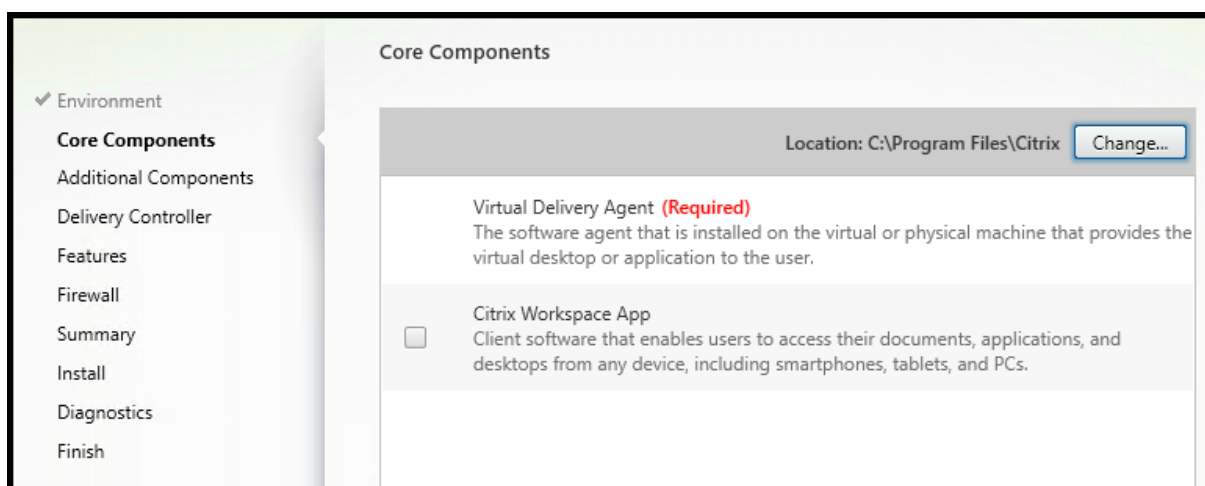 Core Components
Environment
Core Components
Additional Components
Delivery Controller
Features
Firewall
Summary
Install
Diagnostics
Finish
Location: C:\Program Files\Citrix Change...
Virtual Delivery Agent (Required)
The software agent that is installed on the virtual or physical machine that provides the
virtual desktop or application to the user.
Citrix Workspace App
Client software that enables users to access their documents, applications, and
desktops from any device, including smartphones, tablets, and PCs.